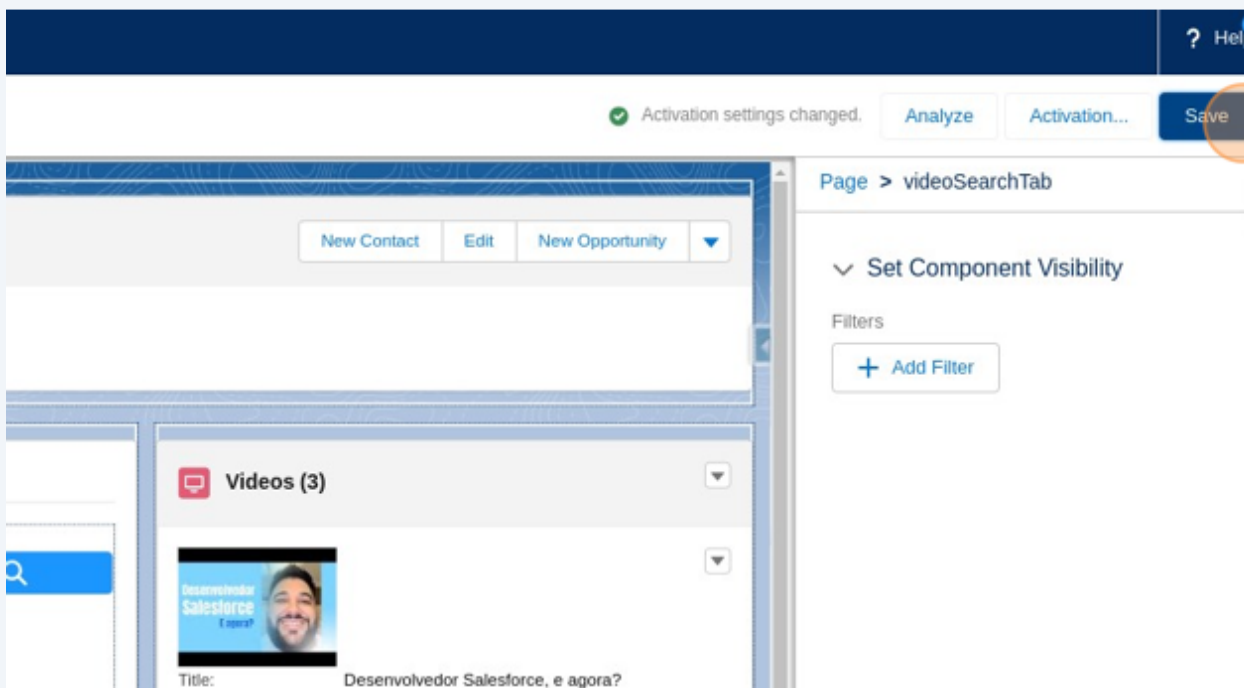 ? Hel
Activation settings changed.
Analyze
Activation...
Save
Page > videoSearchTab
New Contact
Edit
New Opportunity
Set Component Visibility
Filters
+ Add Filter
Videos (3)
Desenvolvedor
Salesforce
E agora?
Title:
Desenvolvedor Salesforce, e agora?